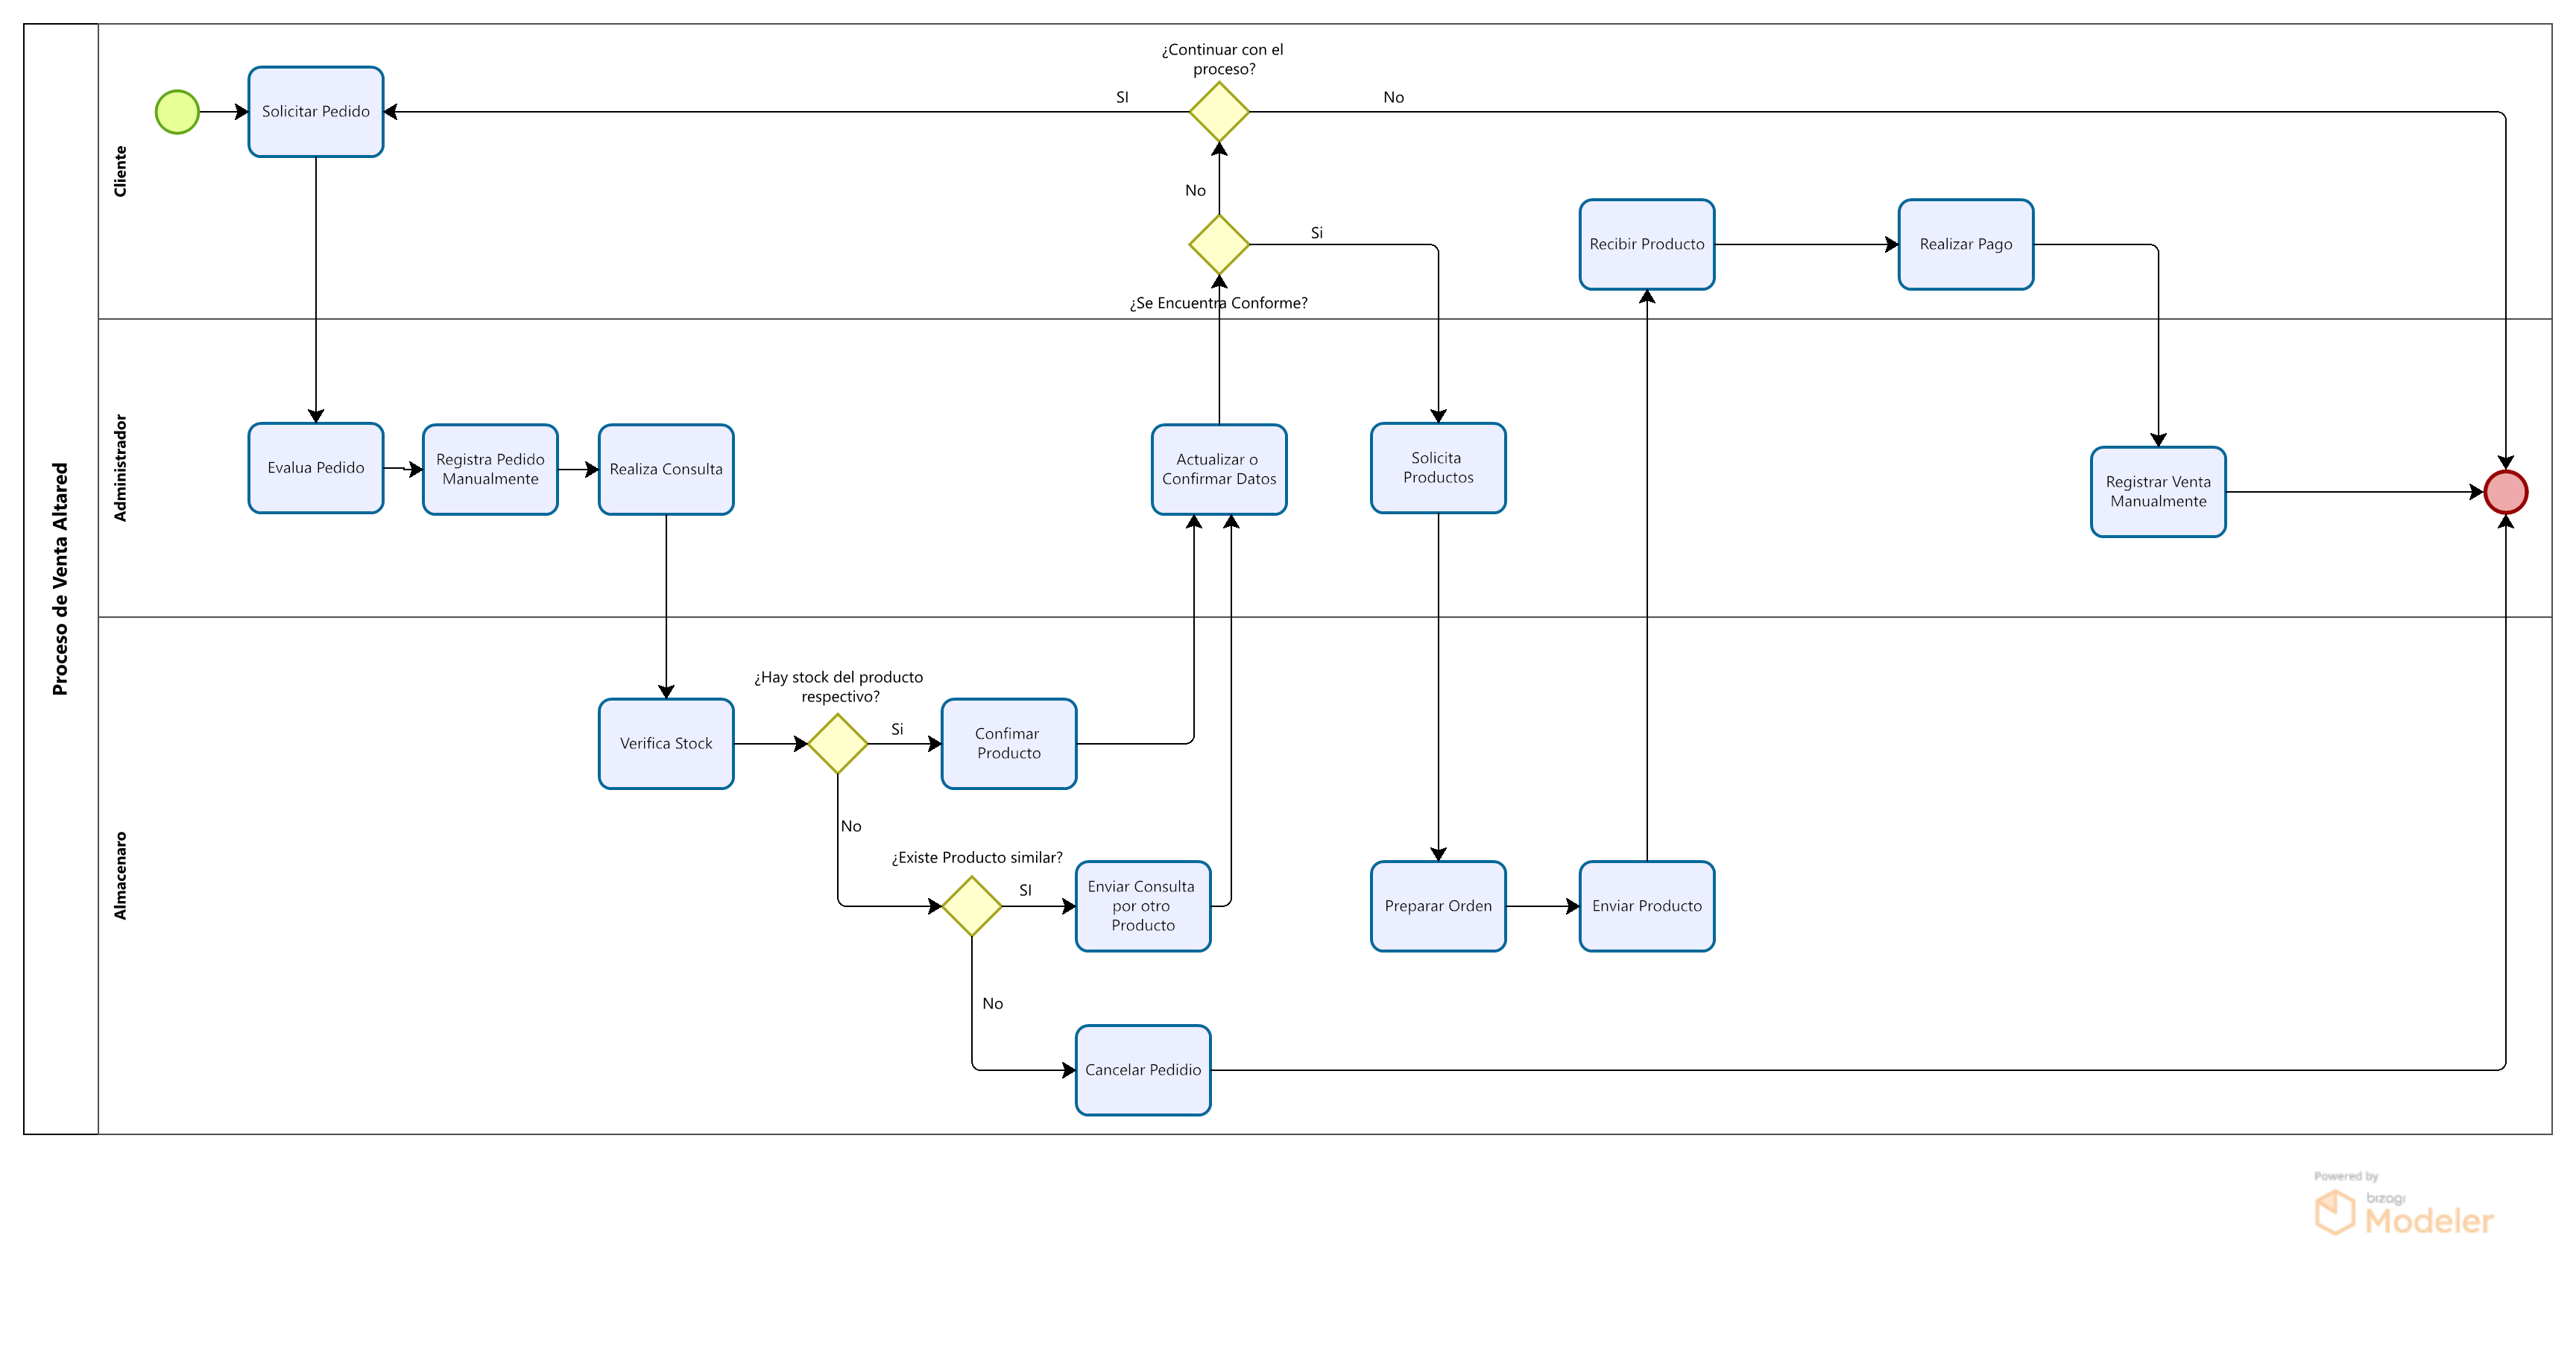 Proceso de Venta Altared
Cliente
Solicitar Pedido
¿Continuar con el
proceso?
SI
No
No
Si
¿Se Encuentra Conforme?
Recibir Producto
Realizar Pago
Administrador
Evalua Pedido
Registra Pedido
Manualmente
Realiza Consulta
Actualizar o
Confirmar Datos
Solicita
Productos
Registrar Venta
Manualmente
Almacenaro
Verifica Stock
¿Hay stock del producto
respectivo?
Si
Confimar
Producto
No
¿Existe Producto similar?
SI
Enviar Consulta
por otro
Producto
Preparar Orden
Enviar Producto
No
Cancelar Pedidio
Powered by
bizagi
Modeler